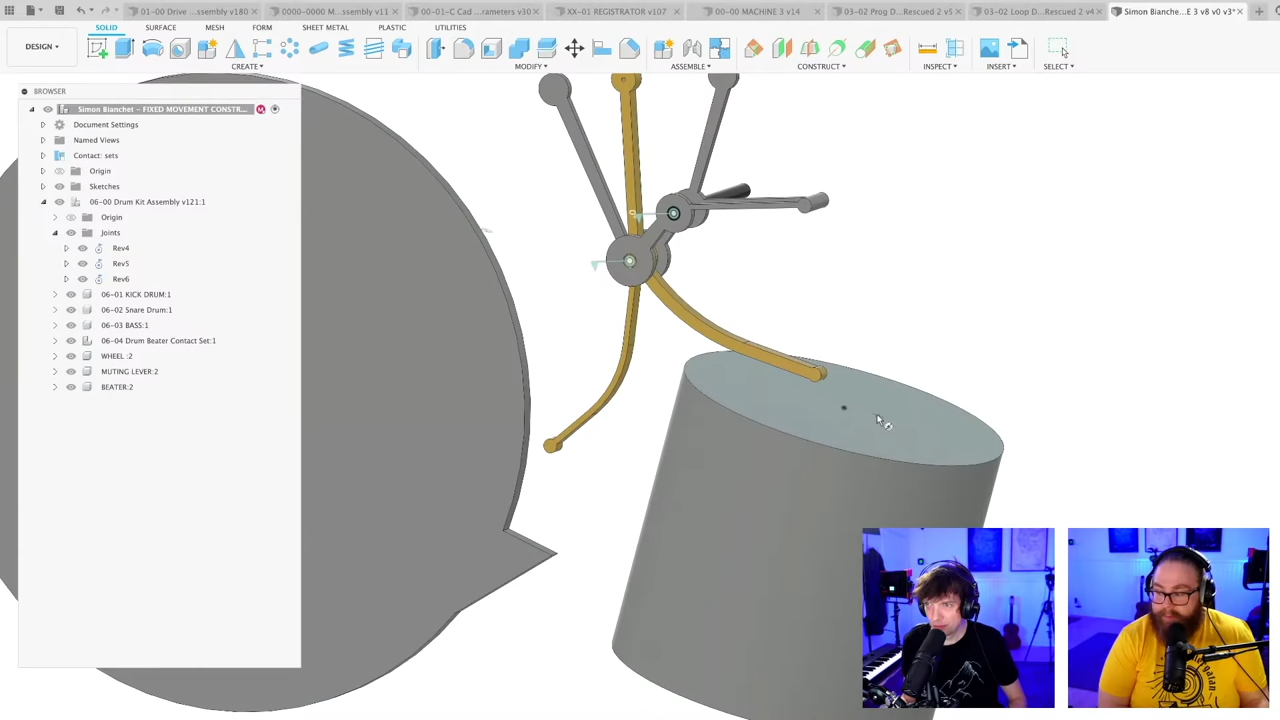 01-00 Drive ...ssembly v180
0000-0000 M...ssembly v11
00-01-C Cad ...rameters v30
XX-01 REGISTRATOR v107
00-00 MACHINE 3 v14
03-02 Prog D...Rescued 2 v5
03-02 Loop D...Rescued 2 v4
Simon Bianche...E 3 v8 v0 v3*
SOLID SURFACE MESH FORM SHEET METAL PLASTIC UTILITIES
DESIGN
CREATE MODIFY ASSEMBLE CONSTRUCT INSPECT INSERT SELECT
BROWSER
Simon Bianchet - FIXED MOVEMENT CONSTR...
Document Settings
Named Views
Contact: sets
Origin
Sketches
06-00 Drum Kit Assembly v121:1
Origin
Joints
Rev4
Rev5
Rev6
06-01 KICK DRUM:1
06-02 Snare Drum:1
06-03 BASS:1
06-04 Drum Beater Contact Set:1
WHEEL :2
MUTING LEVER:2
BEATER:2